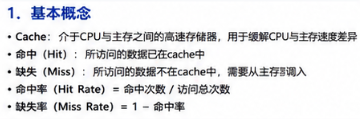 1. 基本概念
• Cache：介于CPU与主存之间的高速存储器，用于缓解CPU与主存速度差异
• 命中（Hit）：所访问的数据已在cache中
• 缺失（Miss）：所访问的数据不在cache中，需要从主存调入
• 命中率（Hit Rate）= 命中次数 / 访问总次数
• 缺失率（Miss Rate）= 1 − 命中率